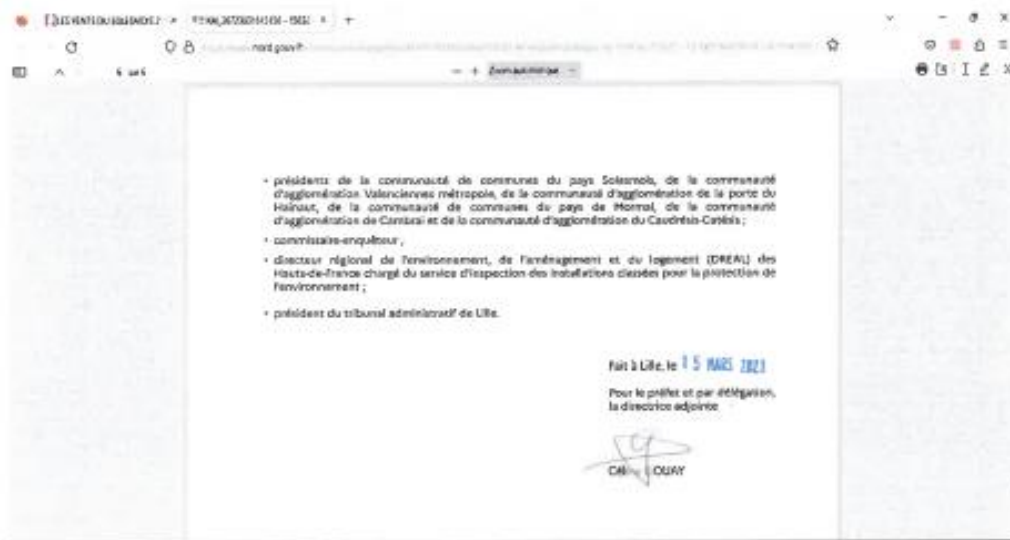 nord.gouv.fr
• présidents de la communauté de communes du pays Solesmois, de la communauté
d'agglomération Valenciennes métropole, de la communauté d'agglomération de la porte du
Hainaut, de la communauté de communes du pays de Mormal, de la communauté
d'agglomération de Cambrai et de la communauté d'agglomération du Caudrésis-Catésis ;
• commissaire-enquêteur ;
• directeur régional de l'environnement, de l'aménagement et du logement (DREAL) des
Hauts-de-France chargé du service d'inspection des installations classées pour la protection de
l'environnement ;
• président du tribunal administratif de Lille.
Fait à Lille, le 15 MARS
Pour le préfet et par délégation,
la directrice adjointe
OUAY